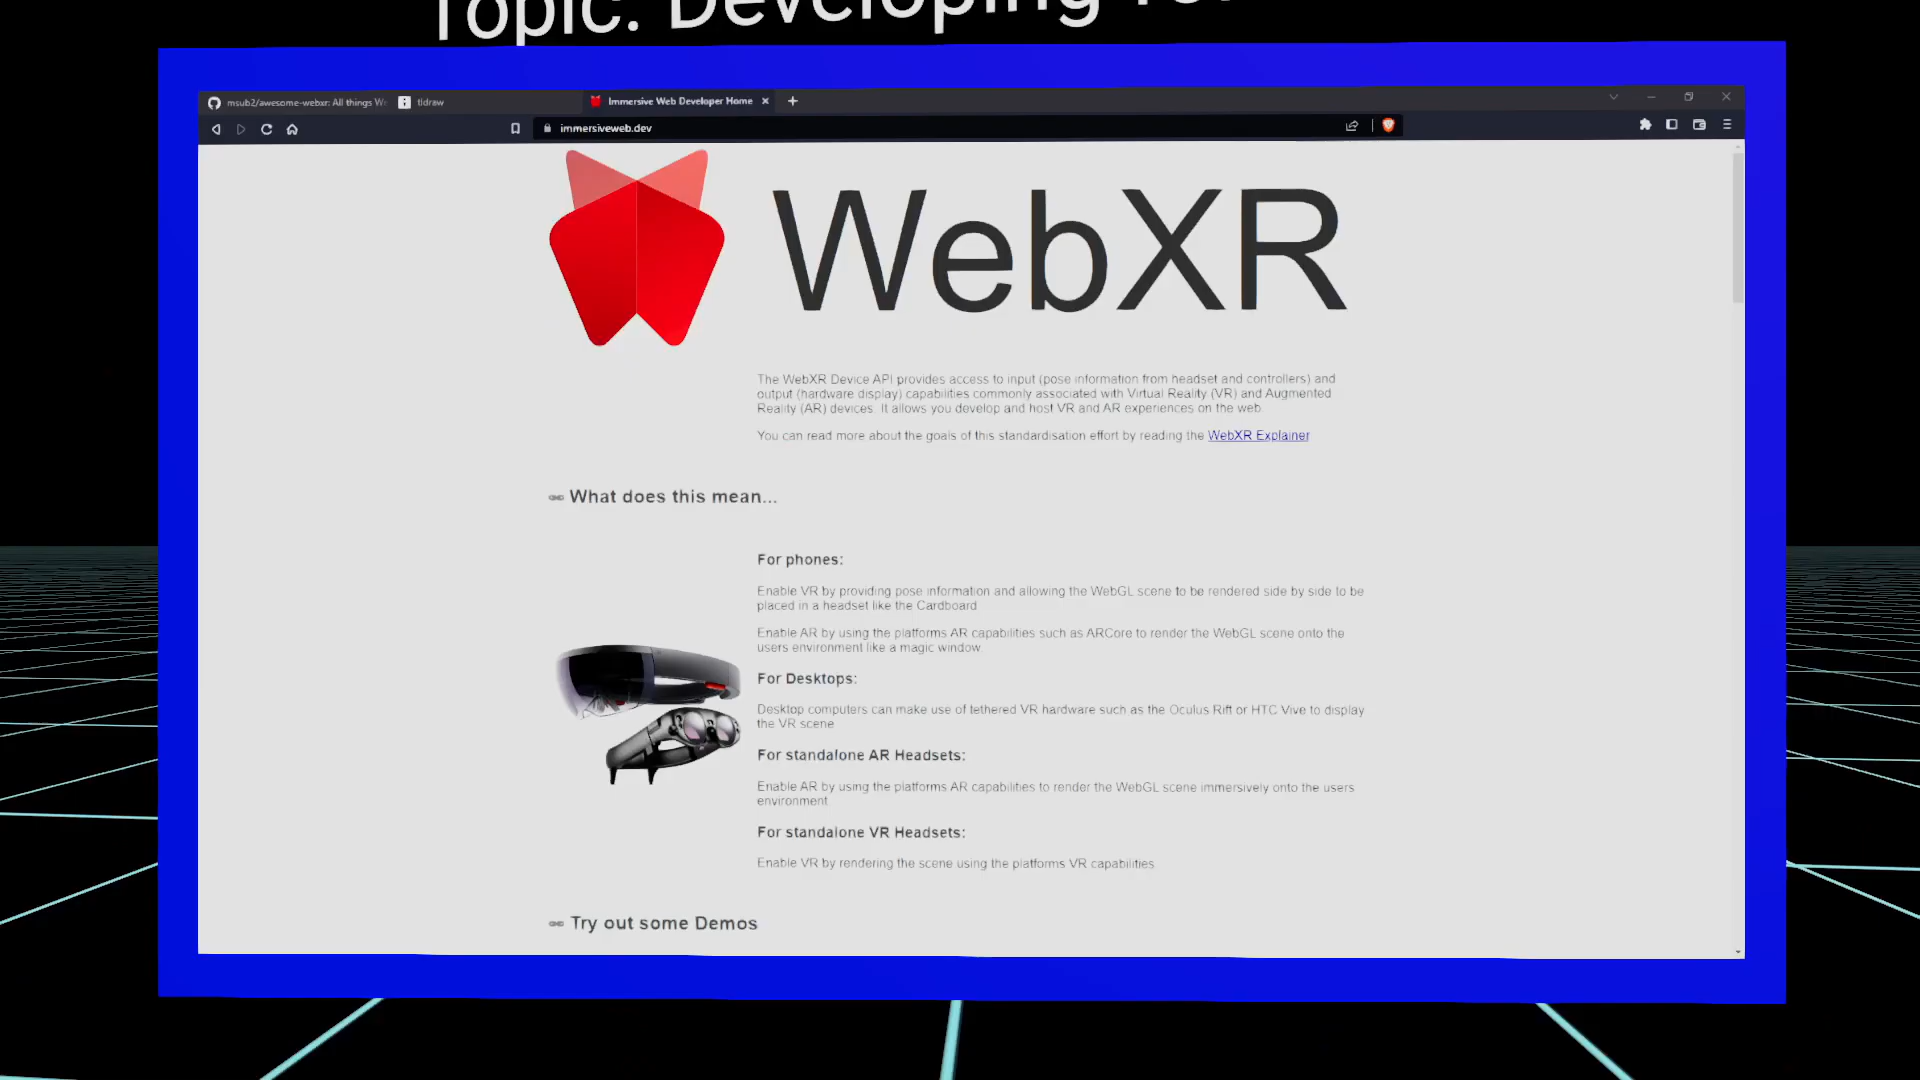 Topic: Developing
msub2/awesome-webxr: All things We
tldraw
Immersive Web Developer Home
immersiveweb.dev
WebXR
The WebXR Device API provides access to input (pose information from headset and controllers) and
output (hardware display) capabilities commonly associated with Virtual Reality (VR) and Augmented
Reality (AR) devices. It allows you develop and host VR and AR experiences on the web.
You can read more about the goals of this standardisation effort by reading the WebXR Explainer
What does this mean...
For phones:
Enable VR by providing pose information and allowing the WebGL scene to be rendered side by side to be
placed in a headset like the Cardboard
Enable AR by using the platforms AR capabilities such as ARCore to render the WebGL scene onto the
users environment like a magic window
For Desktops:
Desktop computers can make use of tethered VR hardware such as the Oculus Rift or HTC Vive to display
the VR scene
For standalone AR Headsets:
Enable AR by using the platforms AR capabilities to render the WebGL scene immersively onto the users
environment
For standalone VR Headsets:
Enable VR by rendering the scene using the platforms VR capabilities
Try out some Demos